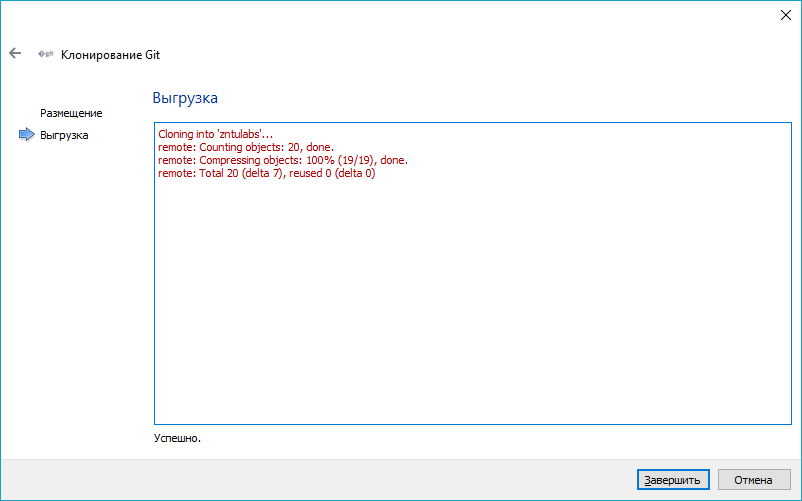 git Клонирование Git
Размещение
Выгрузка
Выгрузка
Cloning into 'zntulabs'...
remote: Counting objects: 20, done.
remote: Compressing objects: 100% (19/19), done.
remote: Total 20 (delta 7), reused 0 (delta 0)
Успешно.
Завершить
Отмена